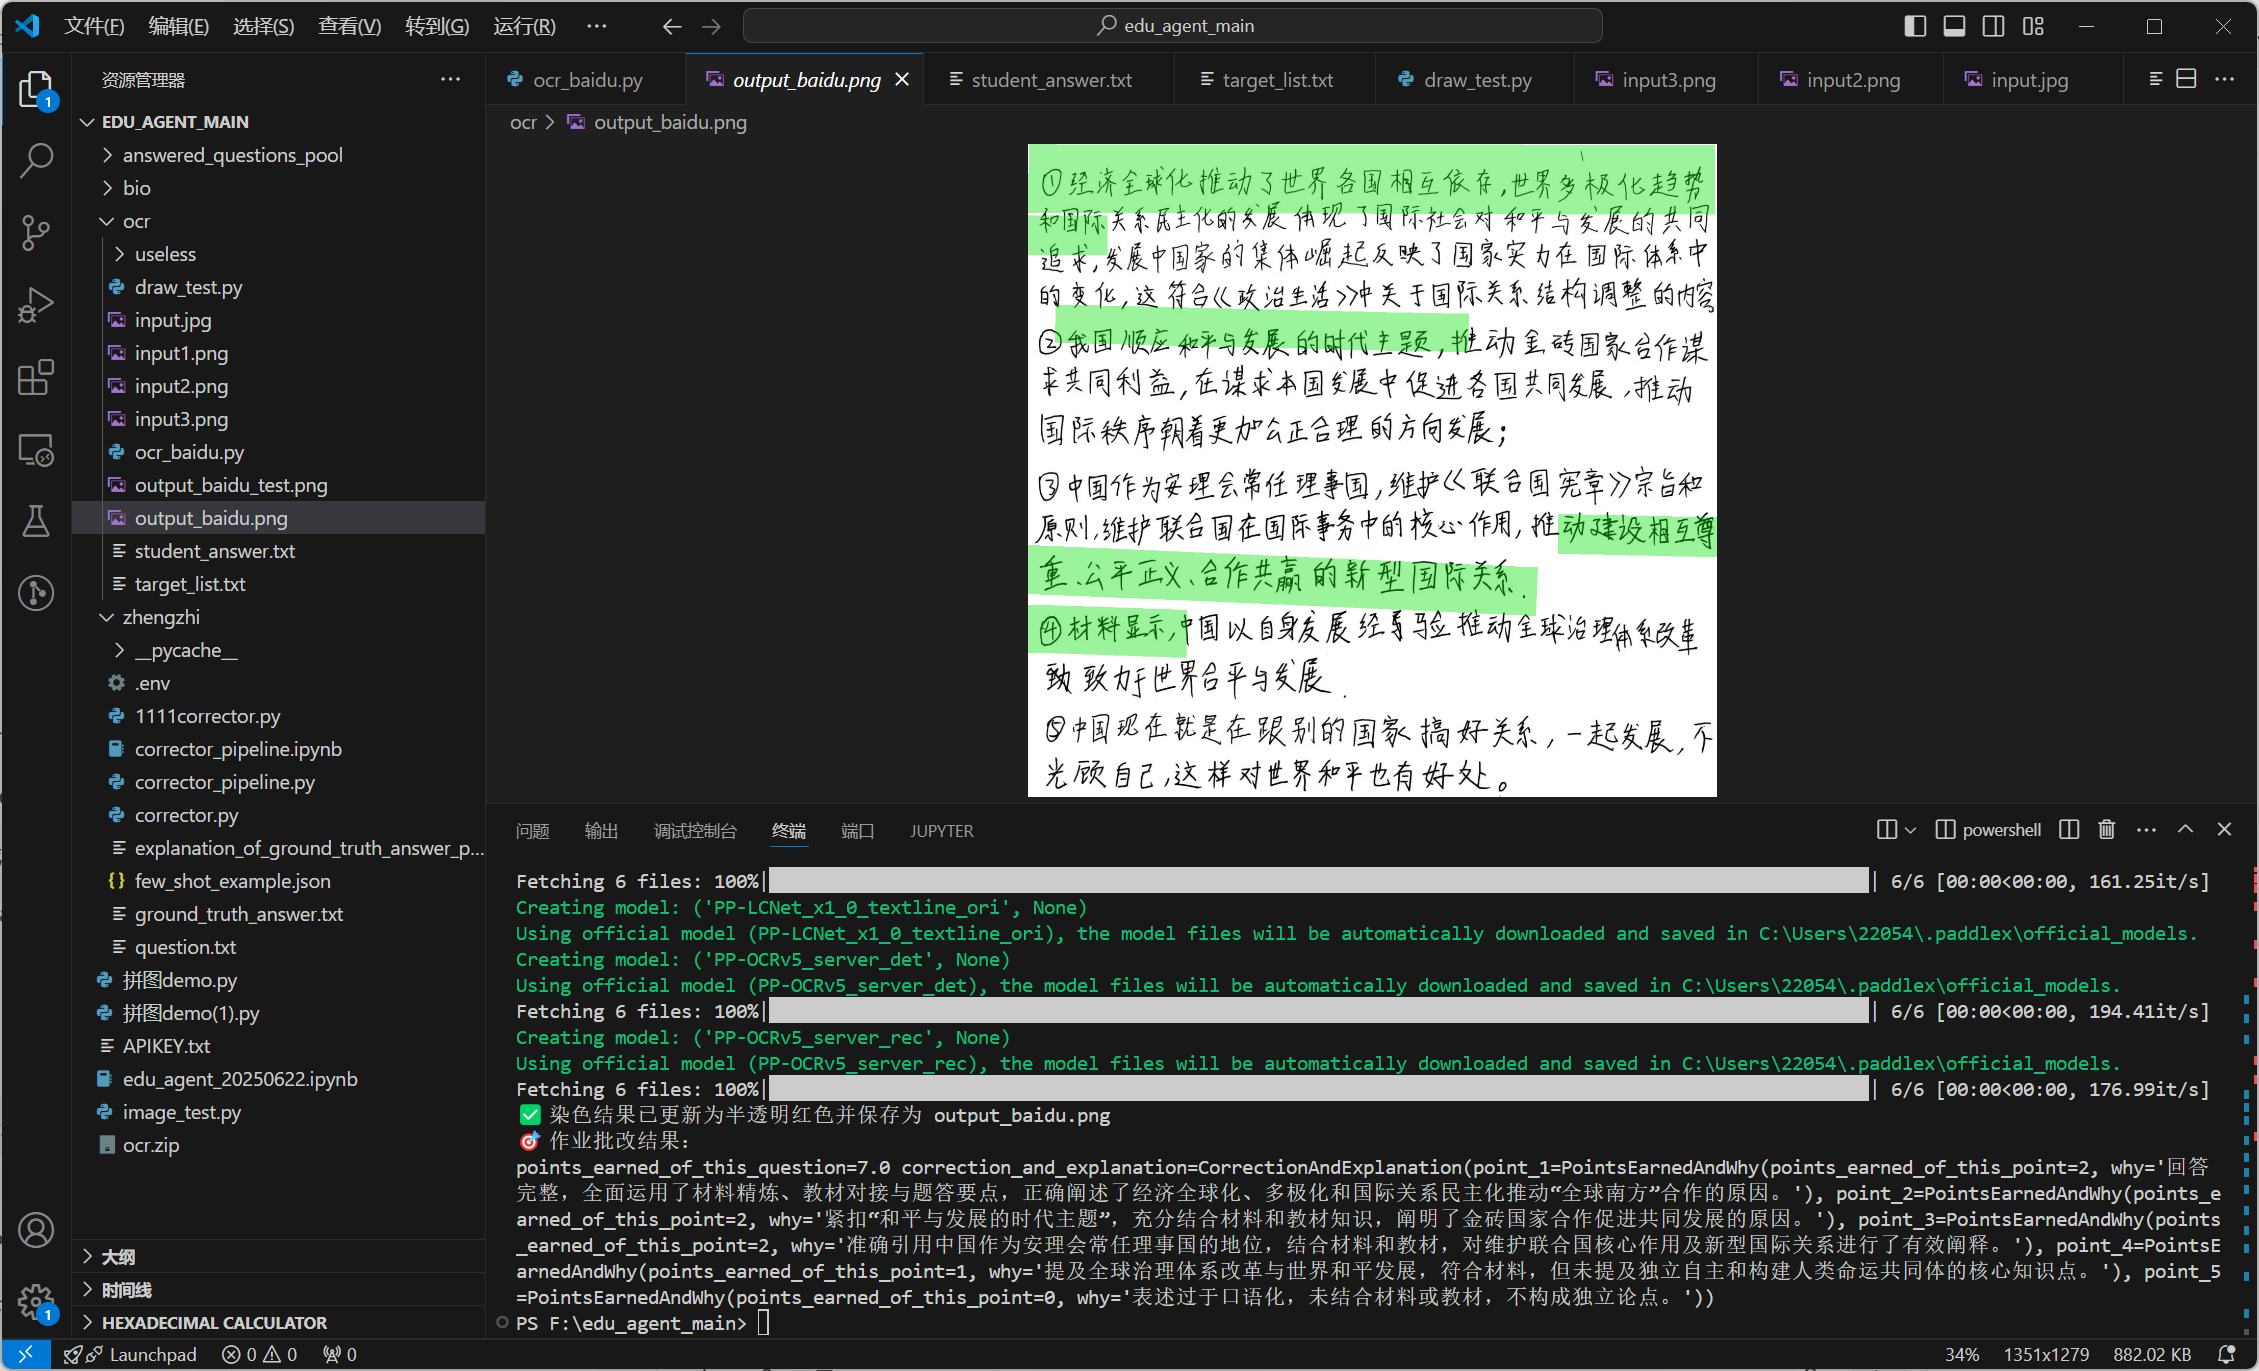 文件(F) 编辑(E) 选择(S) 查看(V) 转到(G) 运行(R) ··· edu_agent_main
资源管理器 ···
EDU_AGENT_MAIN
answered_questions_pool
bio
ocr
useless
draw_test.py
input.jpg
input1.png
input2.png
input3.png
ocr_baidu.py
output_baidu_test.png
output_baidu.png
student_answer.txt
target_list.txt
zhengzhi
__pycache__
.env
1111corrector.py
corrector_pipeline.ipynb
corrector_pipeline.py
corrector.py
explanation_of_ground_truth_answer_p...
few_shot_example.json
ground_truth_answer.txt
question.txt
拼图demo.py
拼图demo(1).py
APIKEY.txt
edu_agent_20250622.ipynb
image_test.py
ocr.zip
大纲
时间线
HEXADECIMAL CALCULATOR
1
1
ocr_baidu.py output_baidu.png student_answer.txt target_list.txt draw_test.py input3.png input2.png input.jpg
ocr > output_baidu.png
①经济全球化推动了世界各国相互依存,世界多极化趋势
和国际关系民主化的发展体现了国际社会对和平与发展的共同
追求,发展中国家的集体崛起反映了国家实力在国际体系中
的变化,这符合《政治生活》中关于国际关系结构调整的内容
②我国顺应和平与发展的时代主题,推动金砖国家合作谋
求共同利益,在谋求本国发展中促进各国共同发展,推动
国际秩序朝着更加公正合理的方向发展;
③中国作为安理会常任理事国,维护《联合国宪章》宗旨和
原则,维护联合国在国际事务中的核心作用,推动建设相互尊
重、公平正义、合作共赢的新型国际关系.
④材料显示,中国以自身发展经验推动全球治理体系改革
致力于世界合平与发展.
⑤中国现在就是在跟别的国家搞好关系,一起发展,不
光顾自己,这样对世界和平也有好处。
问题 输出 调试控制台 终端 端口 JUPYTER powershell
Fetching 6 files: 100%| | 6/6 [00:00<00:00, 161.25it/s]
Creating model: ('PP-LCNet_x1_0_textline_ori', None)
Using official model (PP-LCNet_x1_0_textline_ori), the model files will be automatically downloaded and saved in C:\Users\22054\.paddlex\official_models.
Creating model: ('PP-OCRv5_server_det', None)
Using official model (PP-OCRv5_server_det), the model files will be automatically downloaded and saved in C:\Users\22054\.paddlex\official_models.
Fetching 6 files: 100%| | 6/6 [00:00<00:00, 194.41it/s]
Creating model: ('PP-OCRv5_server_rec', None)
Using official model (PP-OCRv5_server_rec), the model files will be automatically downloaded and saved in C:\Users\22054\.paddlex\official_models.
Fetching 6 files: 100%| | 6/6 [00:00<00:00, 176.99it/s]
✅ 染色结果已更新为半透明红色并保存为 output_baidu.png
🎯 作业批改结果:
points_earned_of_this_question=7.0 correction_and_explanation=CorrectionAndExplanation(point_1=PointsEarnedAndWhy(points_earned_of_this_point=2, why='回答
完整，全面运用了材料精炼、教材对接与题答要点，正确阐述了经济全球化、多极化和国际关系民主化推动“全球南方”合作的原因。'), point_2=PointsEarnedAndWhy(points_e
arned_of_this_point=2, why='紧扣“和平与发展的时代主题”，充分结合材料和教材知识，阐明了金砖国家合作促进共同发展的原因。'), point_3=PointsEarnedAndWhy(points
_earned_of_this_point=2, why='准确引用中国作为安理会常任理事国的地位，结合材料和教材，对维护联合国核心作用及新型国际关系进行了有效阐释。'), point_4=PointsE
arnedAndWhy(points_earned_of_this_point=1, why='提及全球治理体系改革与世界和平发展，符合材料，但未提及独立自主和构建人类命运共同体的核心知识点。'), point_5
=PointsEarnedAndWhy(points_earned_of_this_point=0, why='表述过于口语化，未结合材料或教材，不构成独立论点。'))
PS F:\edu_agent_main>
Launchpad 0 0 0 34% 1351x1279 882.02 KB